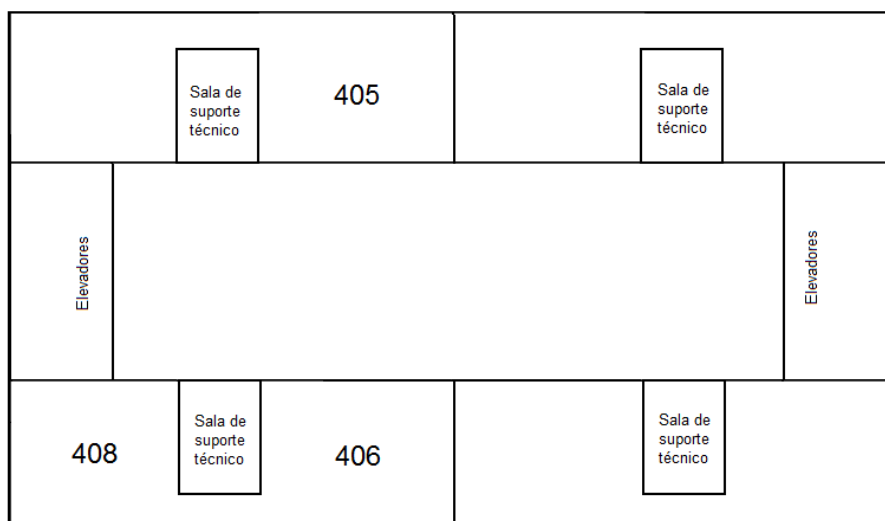 Sala de
suporte
técnico
405
Sala de
suporte
técnico
Elevadores
Elevadores
408
Sala de
suporte
técnico
406
Sala de
suporte
técnico